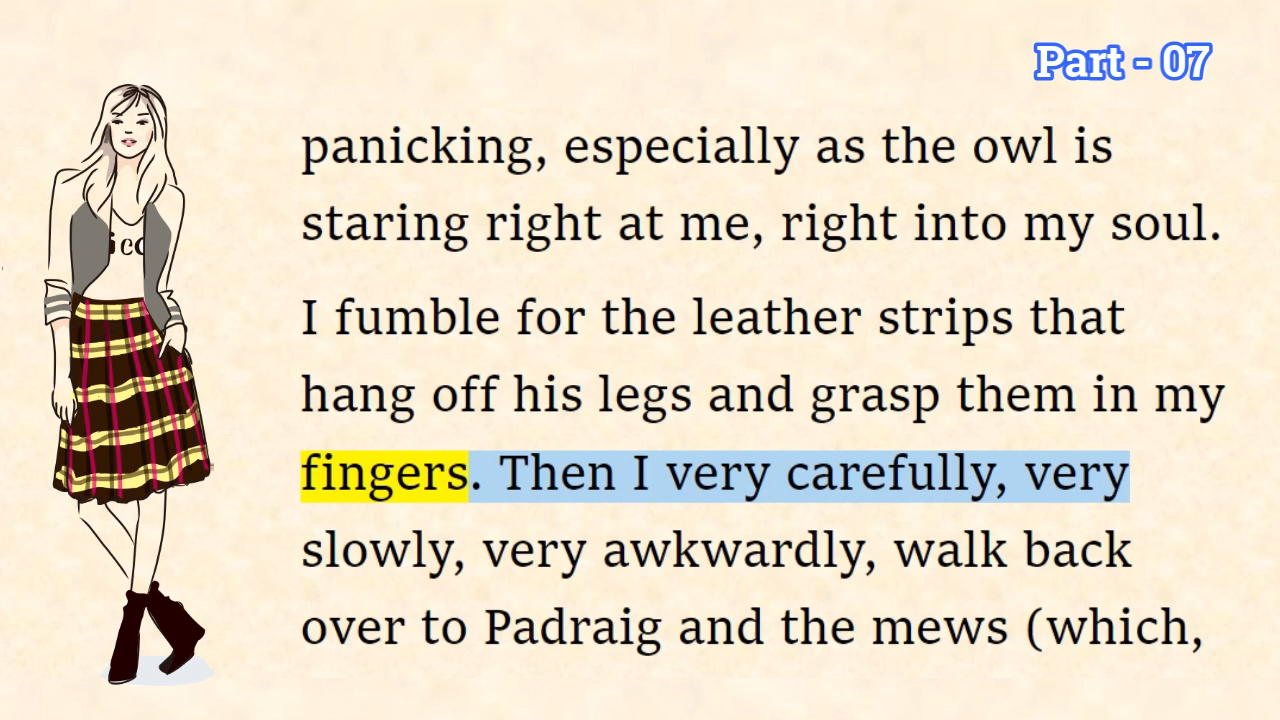 Part - 07
panicking, especially as the owl is
staring right at me, right into my soul.
I fumble for the leather strips that
hang off his legs and grasp them in my
fingers. Then I very carefully, very
slowly, very awkwardly, walk back
over to Padraig and the mews (which,